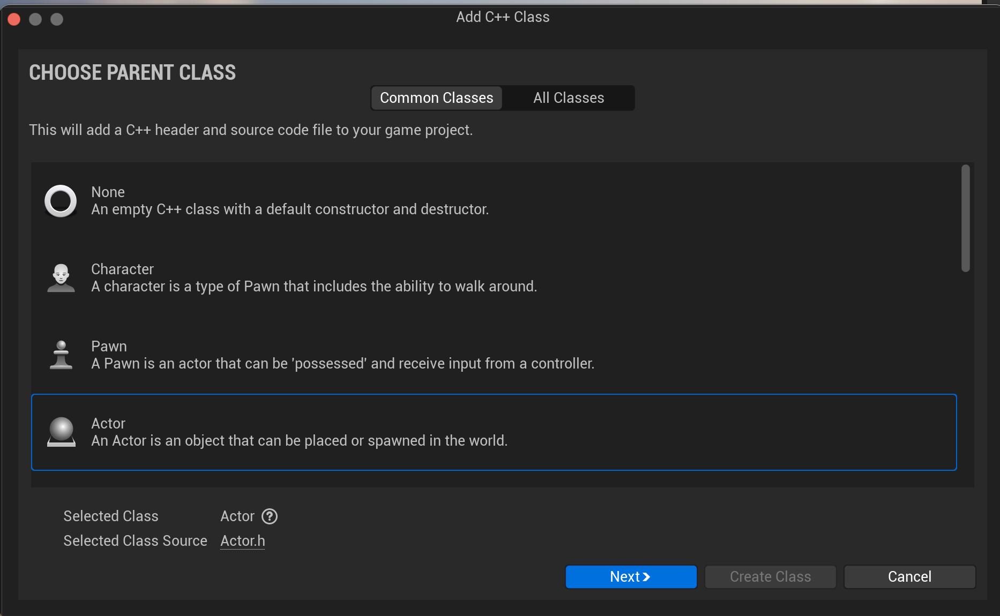 Add C++ Class
CHOOSE PARENT CLASS
Common Classes
All Classes
This will add a C++ header and source code file to your game project.
None
An empty C++ class with a default constructor and destructor.
Character
A character is a type of Pawn that includes the ability to walk around.
Pawn
A Pawn is an actor that can be 'possessed' and receive input from a controller.
Actor
An Actor is an object that can be placed or spawned in the world.
Selected Class Actor ?
Selected Class Source Actor.h
Next
Create Class
Cancel